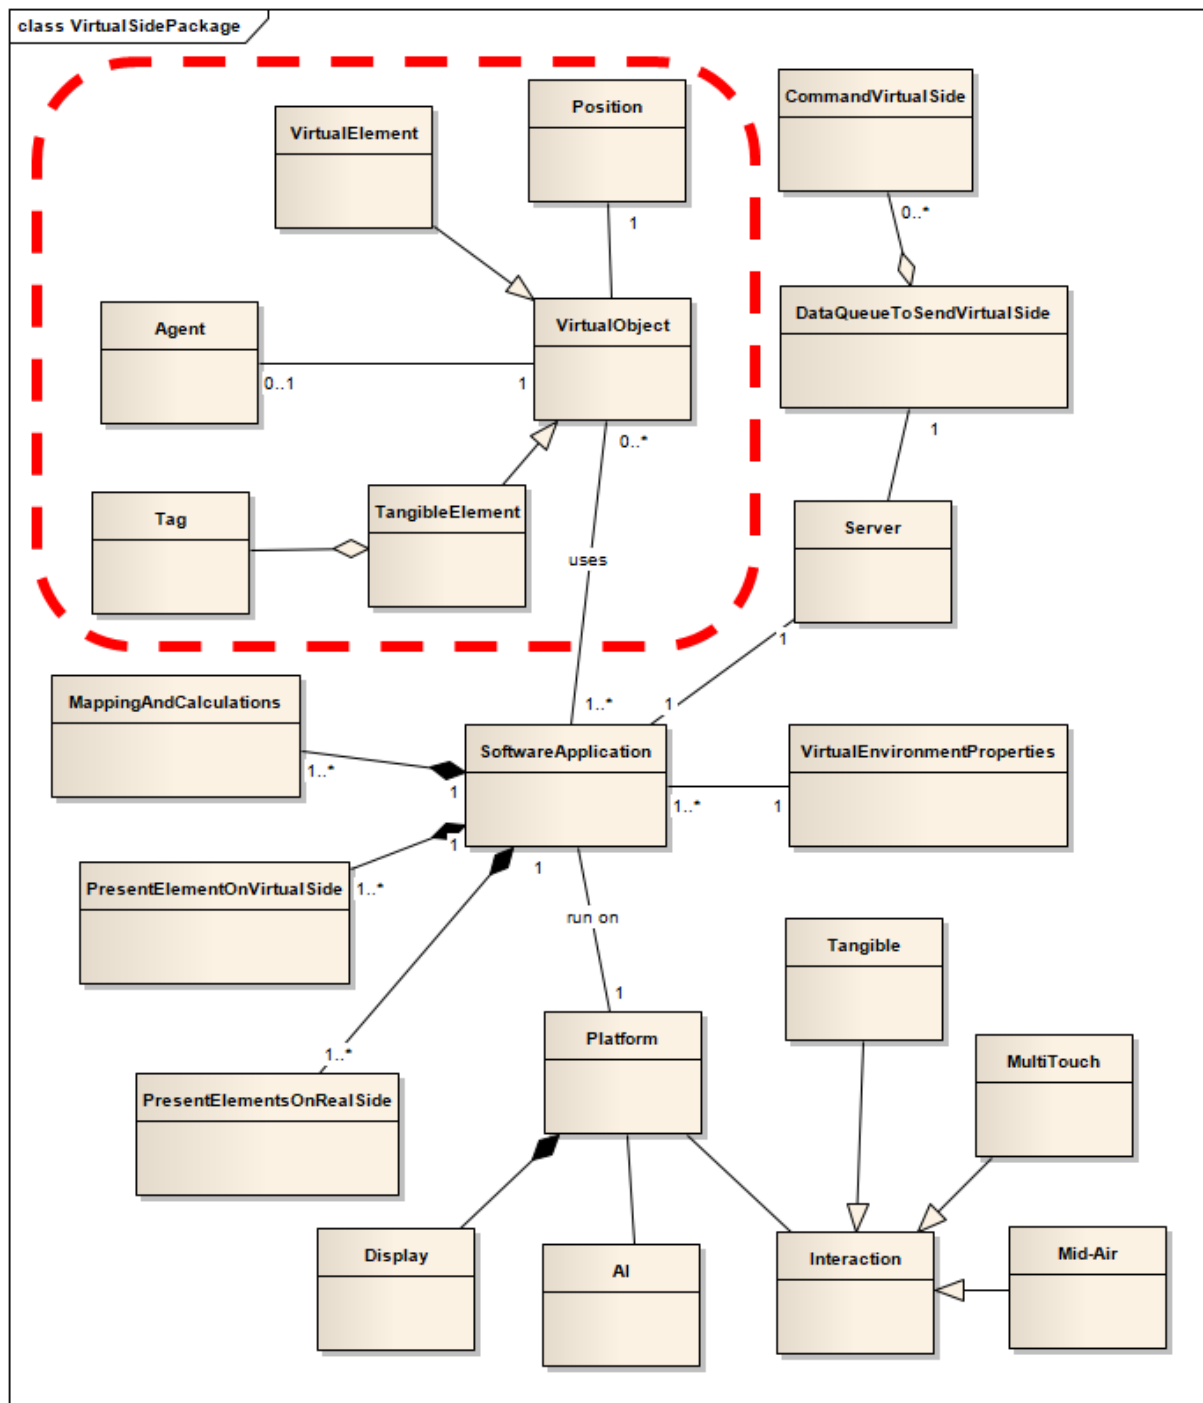 class VirtualSidePackage
Position
CommandVirtualSide
VirtualElement
1
0..*
VirtualObject
DataQueueToSendVirtualSide
Agent
0..1
1
0..*
1
Tag
TangibleElement
Server
uses
1
MappingAndCalculations
1..*
1
SoftwareApplication
VirtualEnvironmentProperties
1..*
1
1..*
1
1
PresentElementOnVirtualSide
1..*
1
run on
Tangible
1
Platform
1..*
MultiTouch
PresentElementsOnRealSide
Display
AI
Interaction
Mid-Air